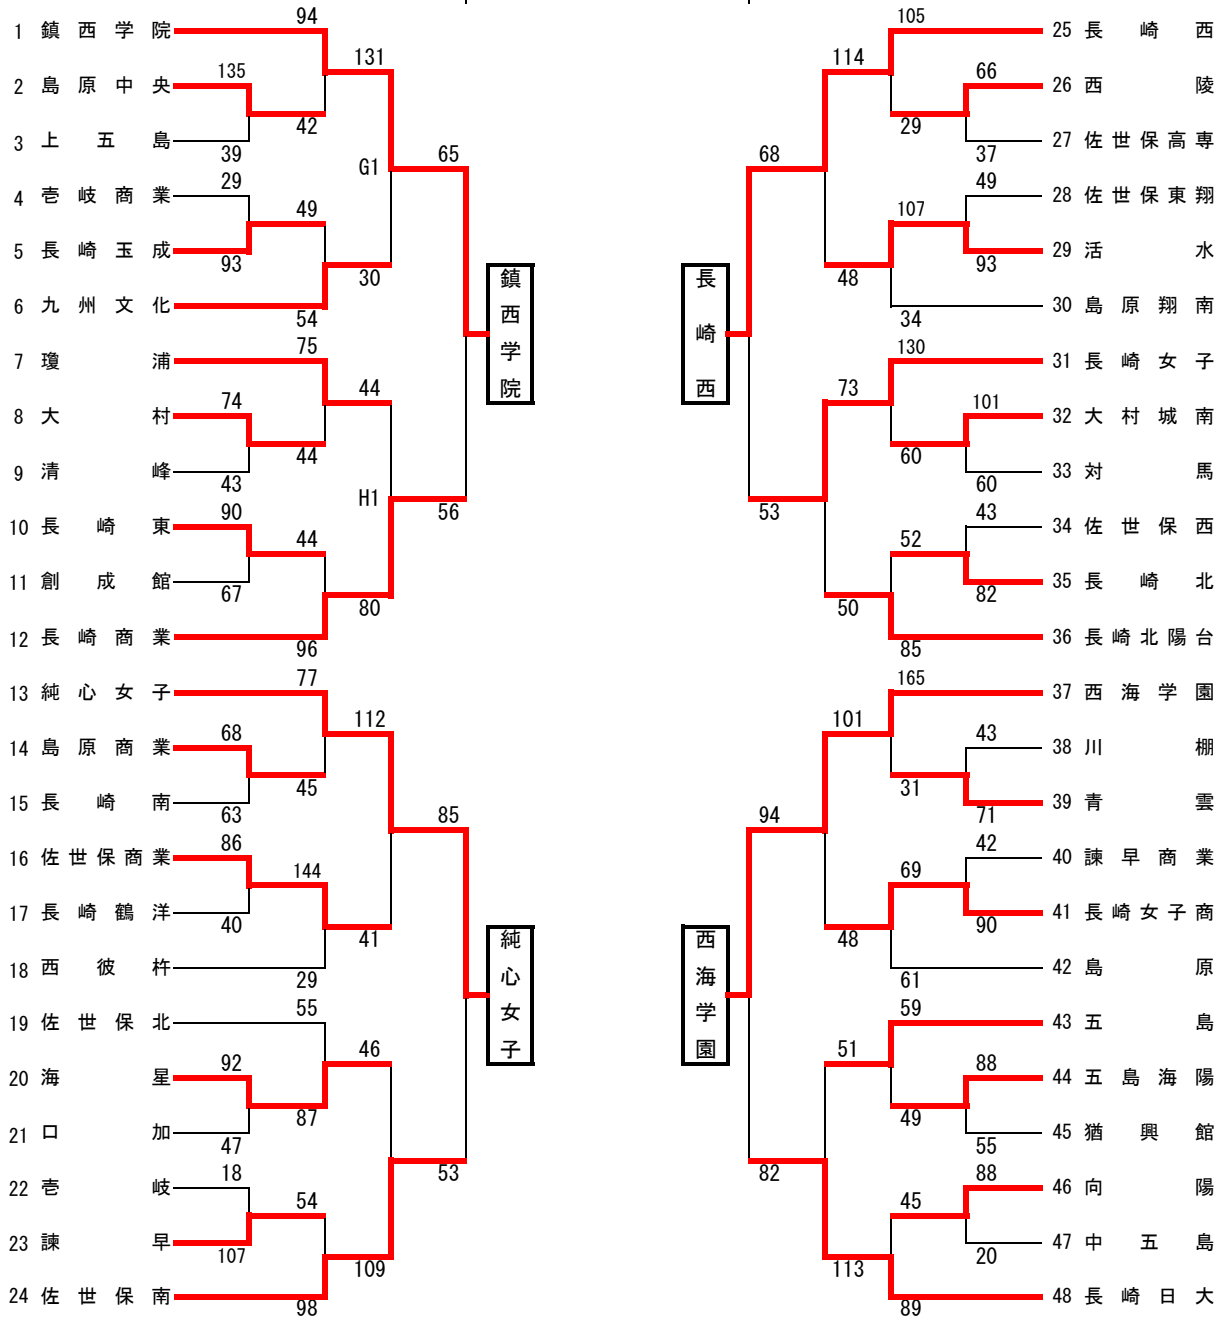 94
1 鎮西学院
131
135
2 島原中央
42
3 上五島
39
G1
65
29
4 壱岐商業
49
5 長崎玉成
93
30
6 九州文化
54
鎮西学院
75
7 瓊浦
44
74
8 大村
44
9 清峰
43
H1
56
90
10 長崎東
44
11 創成館
67
80
12 長崎商業
96
77
13 純心女子
112
68
14 島原商業
45
15 長崎南
63
85
86
16 佐世保商業
144
17 長崎鶴洋
40
41
18 西彼杵
29
純心女子
55
19 佐世保北
46
92
20 海星
87
21 口加
47
53
18
22 壱岐
54
23 諫早
107
109
24 佐世保南
98
105
25 長崎西
114
66
26 西陵
29
27 佐世保高専
37
68
49
28 佐世保東翔
107
29 活水
93
48
30 島原翔南
34
長崎西
130
31 長崎女子
73
101
32 大村城南
60
33 対馬
60
53
43
34 佐世保西
52
35 長崎北
82
50
36 長崎北陽台
85
165
37 西海学園
101
43
38 川棚
31
39 青雲
71
94
42
40 諫早商業
69
41 長崎女子商
90
48
42 島原
61
西海学園
59
43 五島
51
88
44 五島海陽
49
45 猶興館
55
82
88
46 向陽
45
47 中五島
20
113
48 長崎日大
89